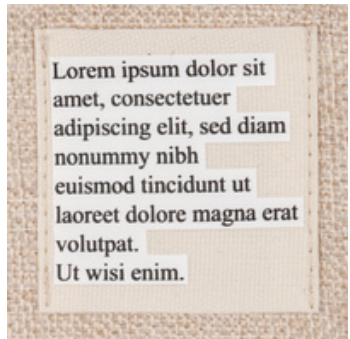 Lorem ipsum dolor sit
amet, consectetuer
adipiscing elit, sed diam
nonummy nibh
euismod tincidunt ut
laoreet dolore magna erat
volutpat.
Ut wisi enim.